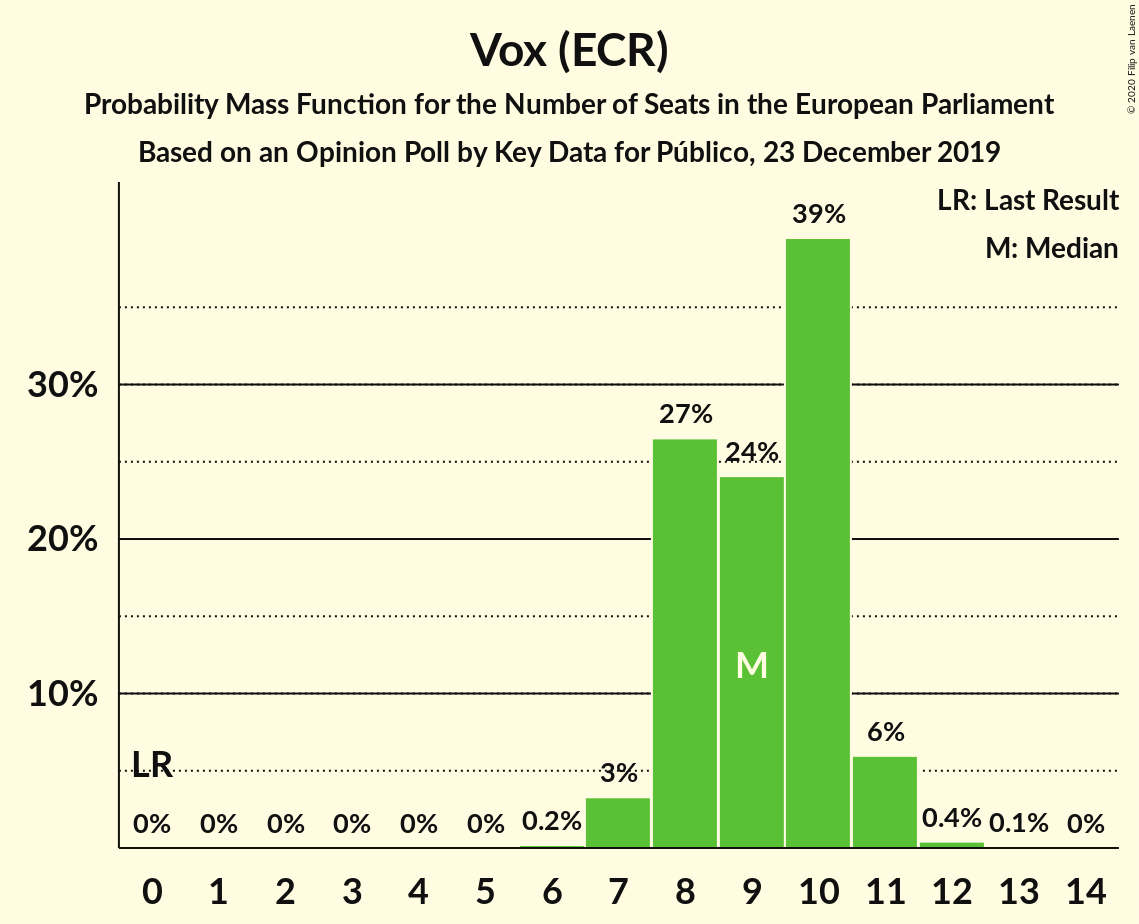 Vox (ECR)
Probability Mass Function for the Number of Seats in the European Parliament
Based on an Opinion Poll by Key Data for Público, 23 December 2019
© 2020 Filip van Laenen
LR: Last Result
M: Median
39%
30%
27%
24%
20%
M
10%
6%
LR
3%
0% 0% 0% 0% 0% 0% 0.2% 0.4% 0.1% 0%
0 1 2 3 4 5 6 7 8 9 10 11 12 13 14